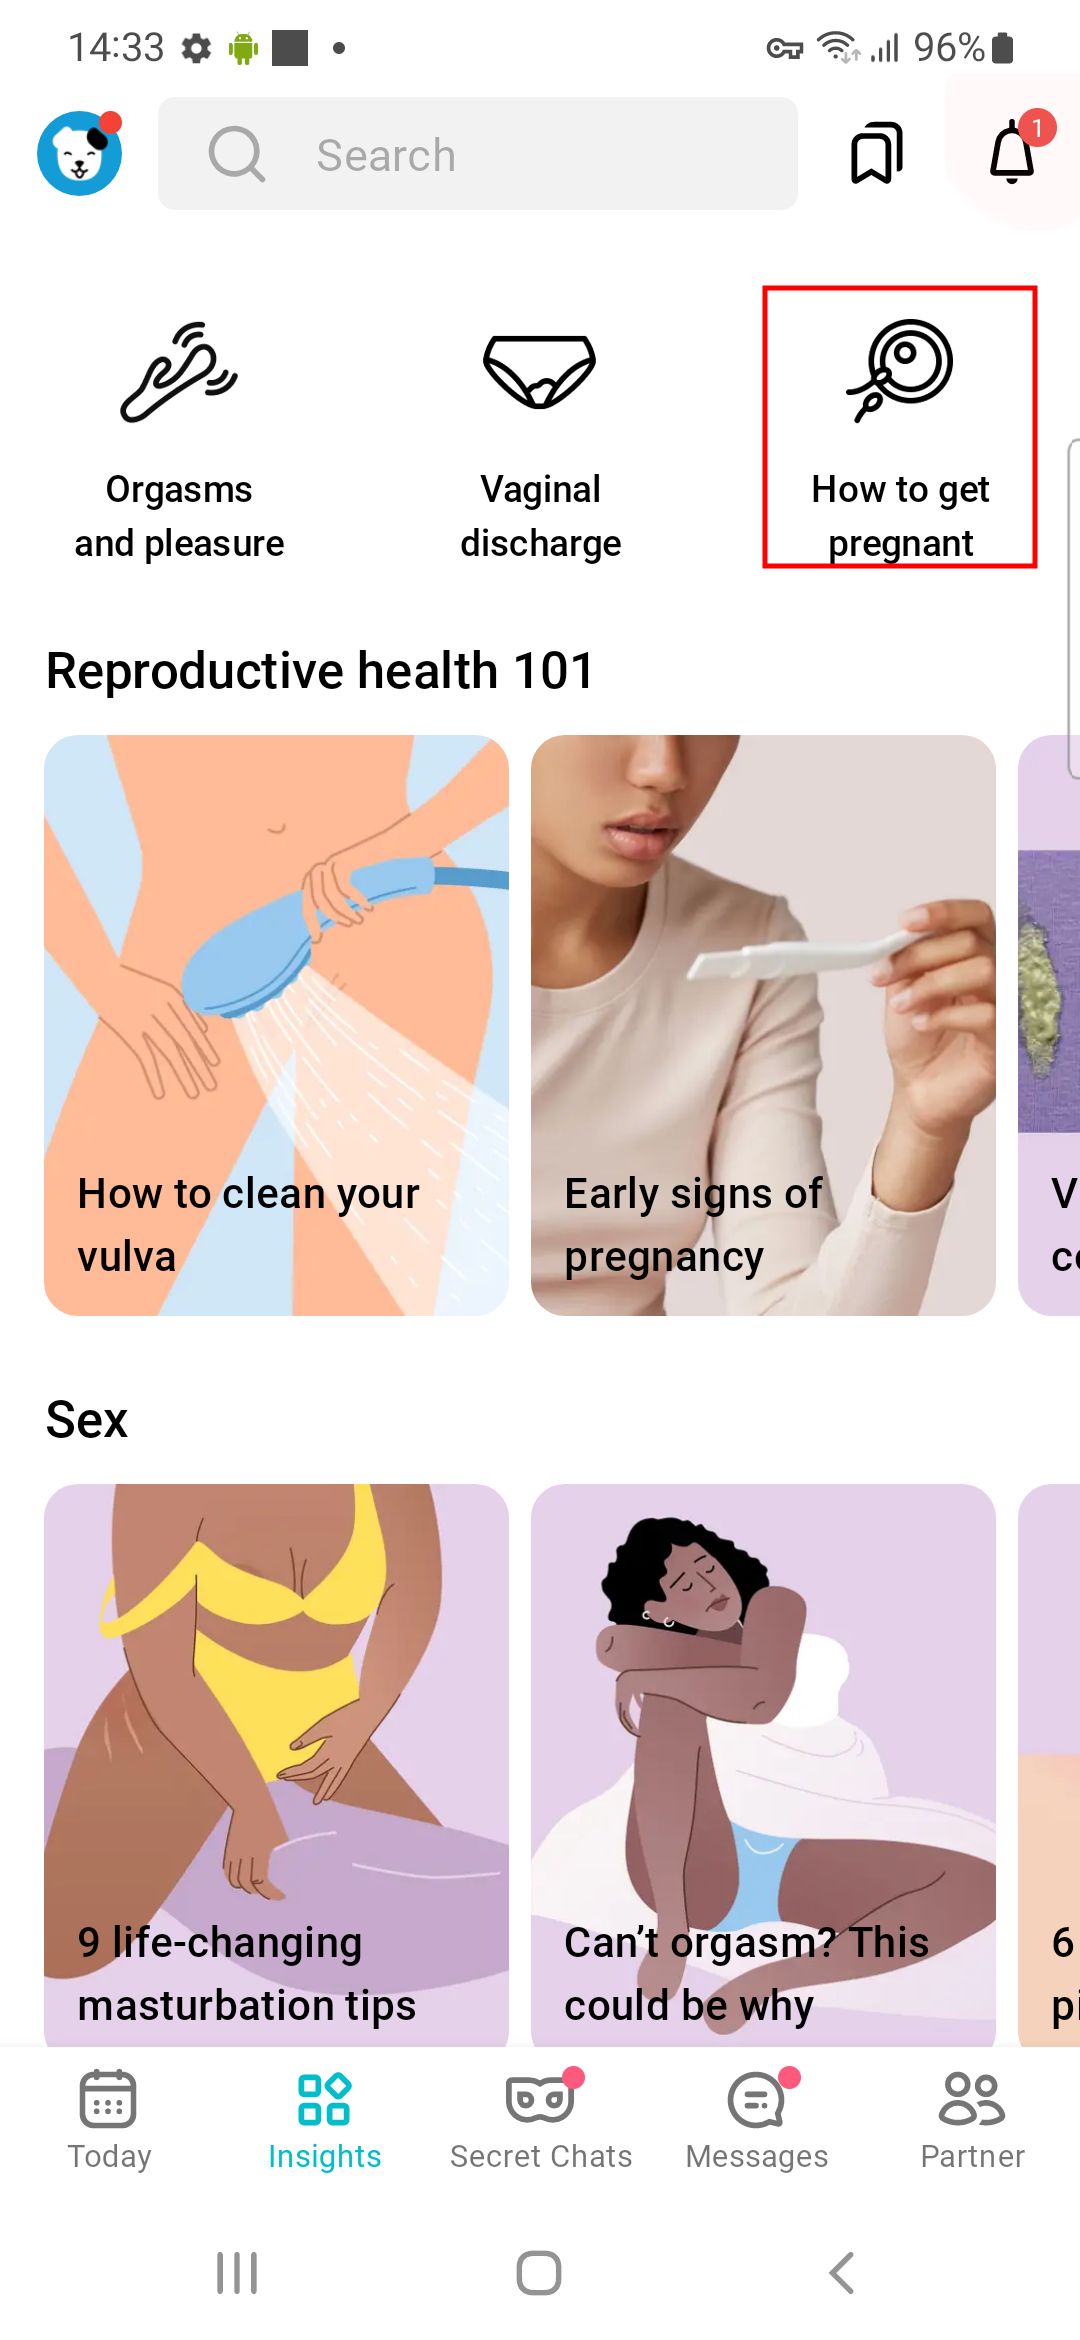 14:33
96%
Search
1
Orgasms
and pleasure
Vaginal
discharge
How to get
pregnant
Reproductive health 101
How to clean your
vulva
Early signs of
pregnancy
Sex
9 life-changing
masturbation tips
Can’t orgasm? This
could be why
6
Today
Insights
Secret Chats
Messages
Partner